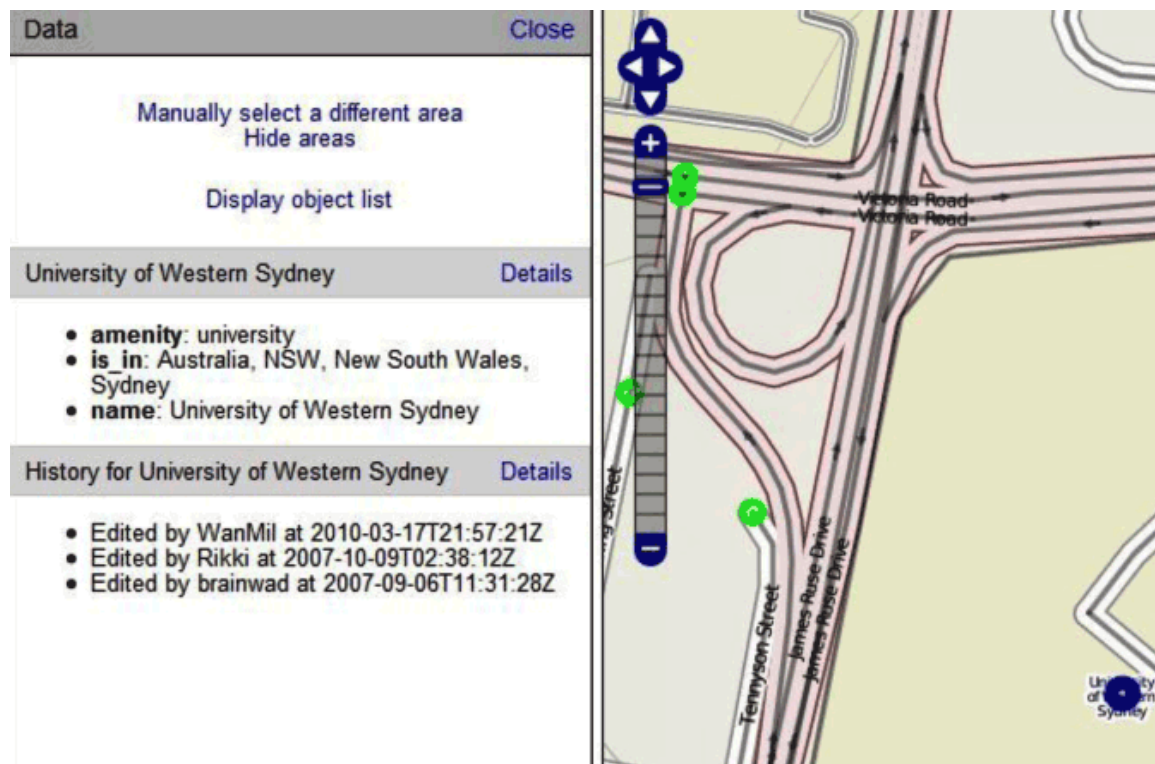 Data Close
Manually select a different area
Hide areas
Display object list
University of Western Sydney Details
amenity: university
is_in: Australia, NSW, New South Wales,
Sydney
name: University of Western Sydney
History for University of Western Sydney Details
Edited by WanMil at 2010-03-17T21:57:21Z
Edited by Rikki at 2007-10-09T02:38:12Z
Edited by brainwad at 2007-09-06T11:31:28Z
Victoria Road
Victoria Road
Street
James Ruse Drive
James Ruse Drive
Tennyson Street
Sydney